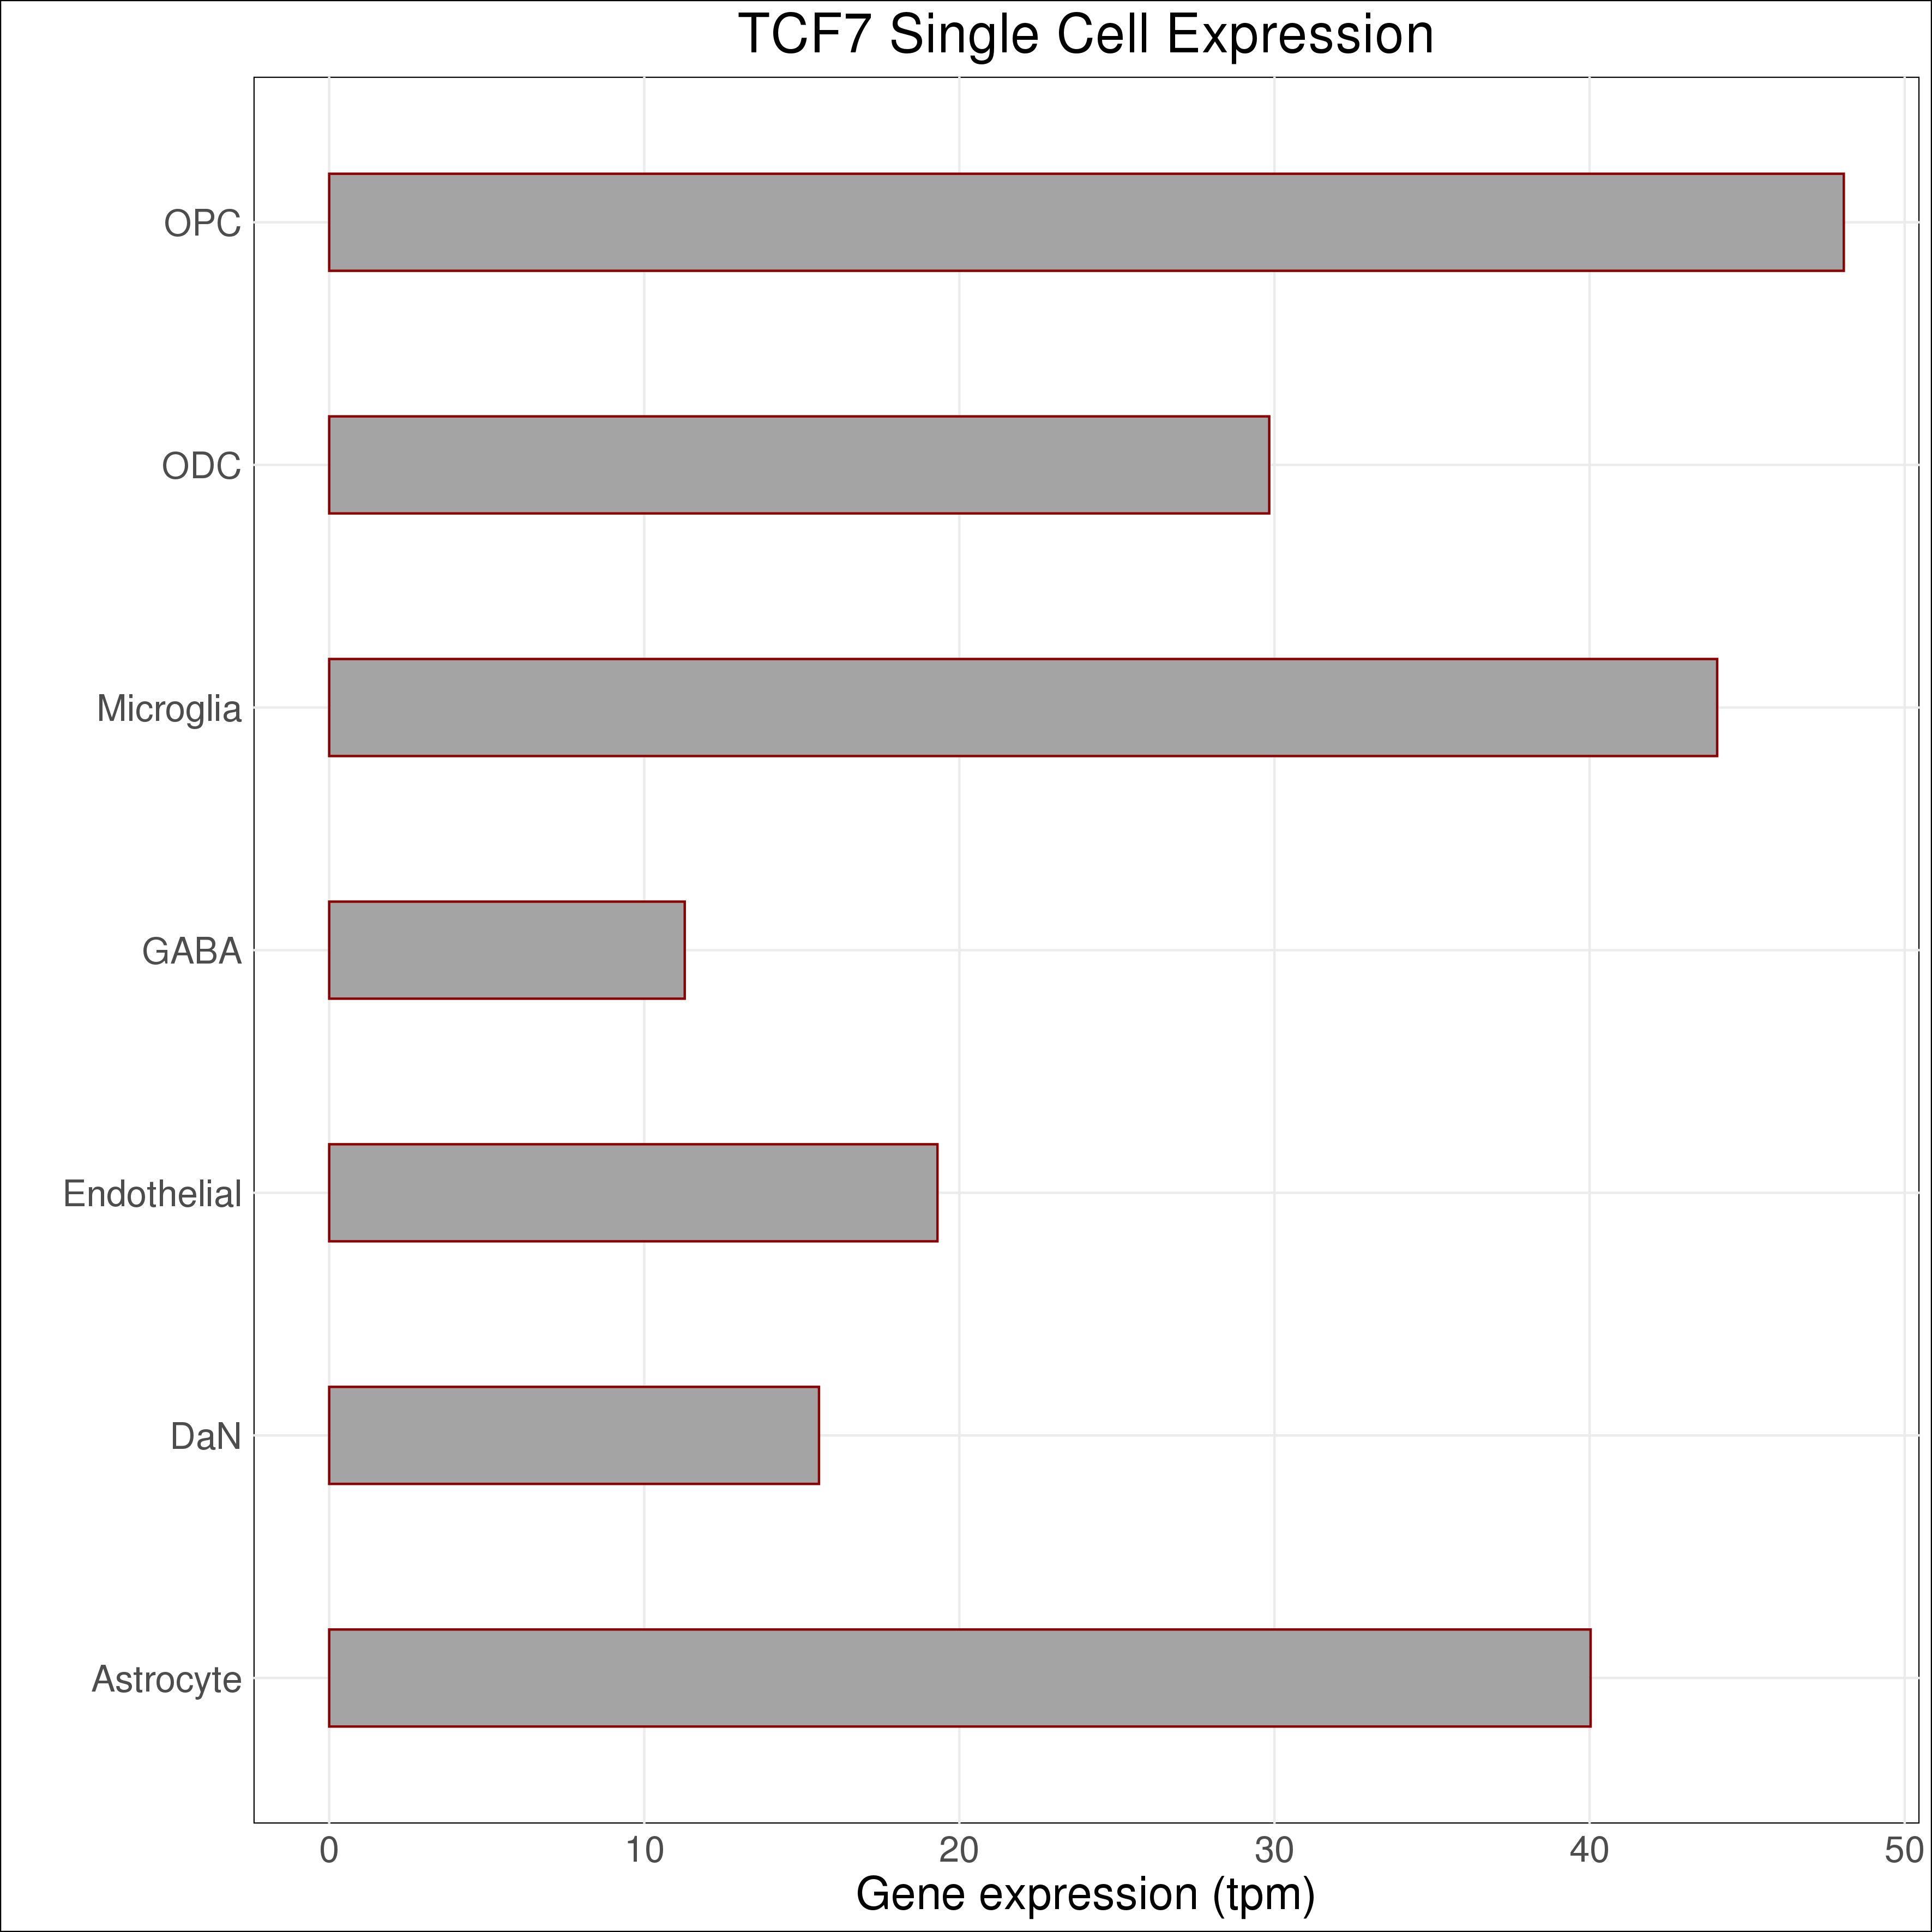 TCF7 Single Cell Expression
OPC
ODC
Microglia
GABA
Endothelial
DaN
Astrocyte
0 10 20 30 40 50
Gene expression (tpm)